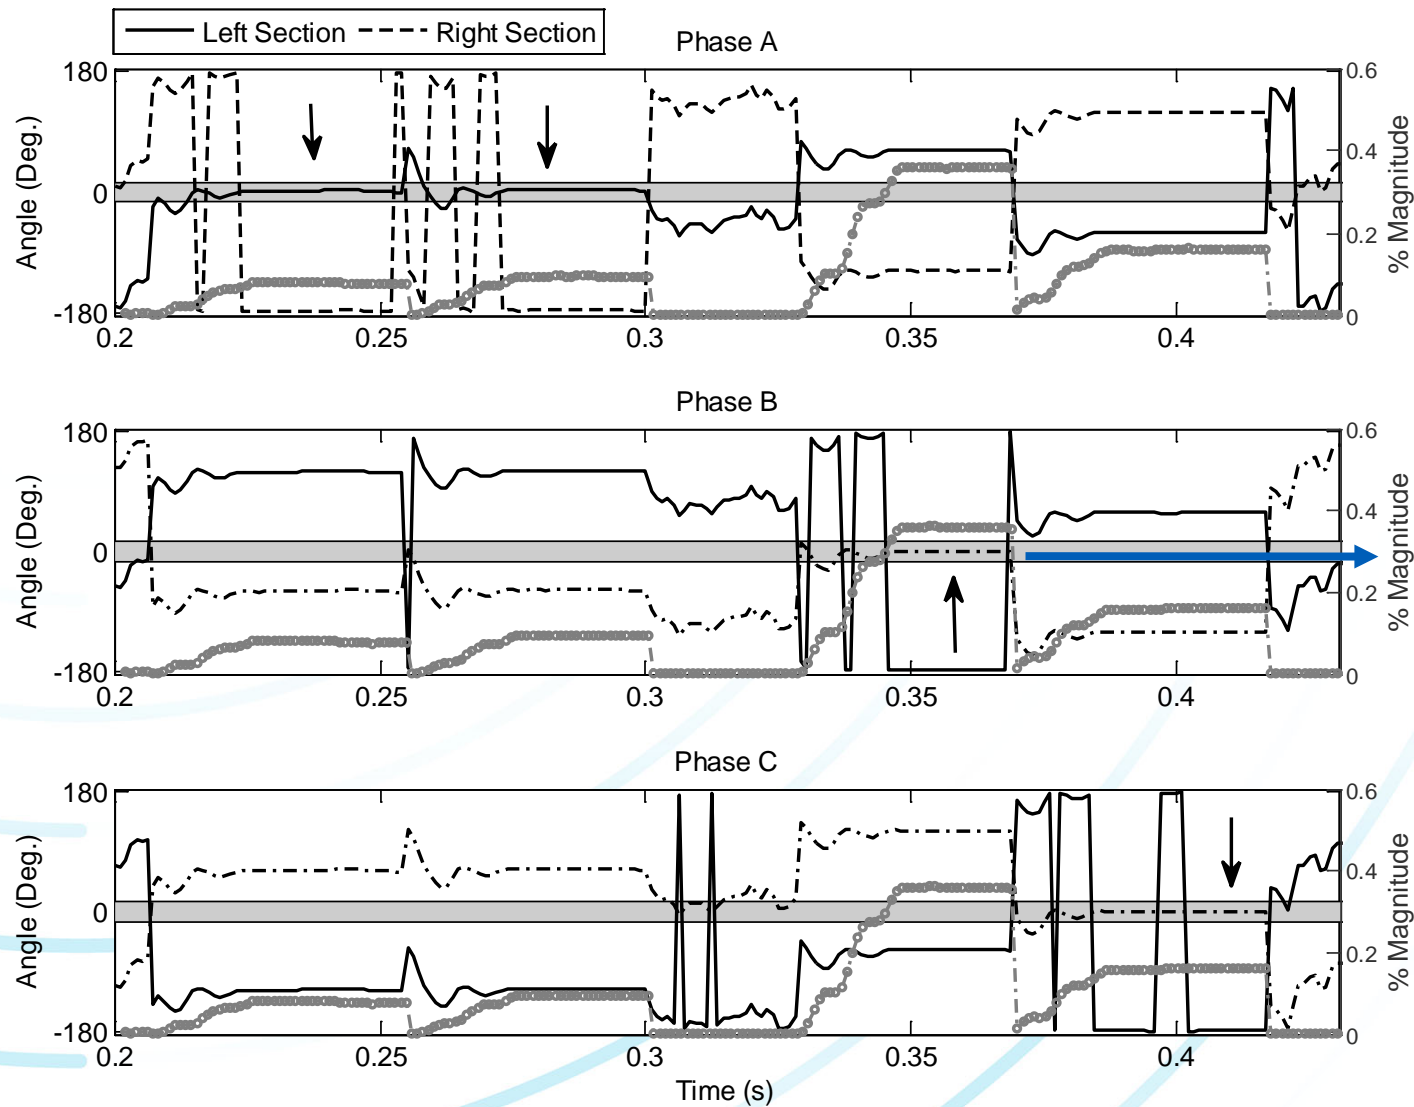 Left Section Right Section
Phase A
180
0
-180
Angle (Deg.)
0.6
0.4
0.2
0
% Magnitude
0.2 0.25 0.3 0.35 0.4
Phase B
180
0
-180
Angle (Deg.)
0.6
0.4
0.2
0
% Magnitude
0.2 0.25 0.3 0.35 0.4
Phase C
180
0
-180
Angle (Deg.)
0.6
0.4
0.2
0
% Magnitude
0.2 0.25 0.3 0.35 0.4
Time (s)